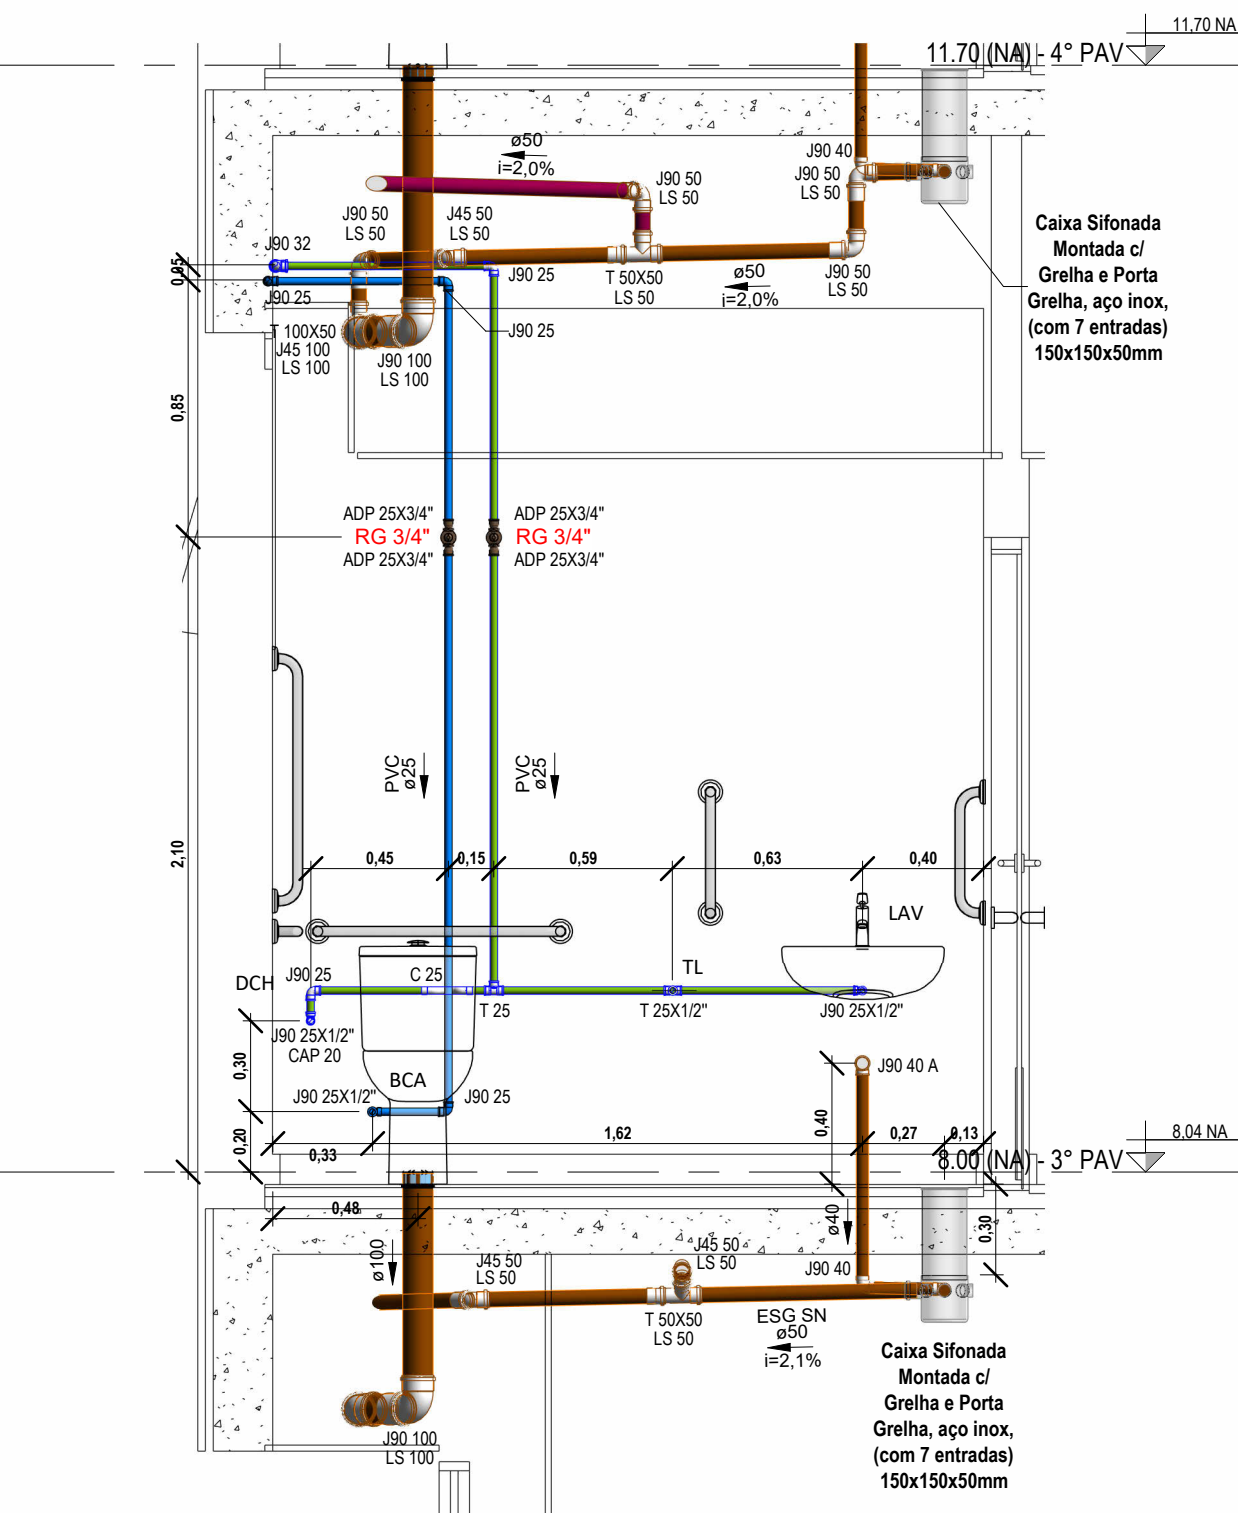 11,70 NA
11.70 (NA) - 4° PAV
ø50
i=2,0%
J90 40
J90 50
LS 50
J90 50
LS 50
J90 50
LS 50
J45 50
LS 50
Caixa Sifonada
Montada c/
Grelha e Porta
Grelha, aço inox,
(com 7 entradas)
150x150x50mm
J90 32
0,05
J90 25
J90 25
T 50X50
LS 50
ø50
i=2,0%
J90 50
LS 50
T 100X50
J45 100
LS 100
J90 100
LS 100
J90 25
0,85
ADP 25X3/4"
RG 3/4"
ADP 25X3/4"
ADP 25X3/4"
RG 3/4"
ADP 25X3/4"
PVC
ø25
PVC
ø25
2,10
0,45
0,15
0,59
0,63
0,40
LAV
DCH
J90 25
C 25
TL
T 25
T 25X1/2"
J90 25X1/2"
J90 25X1/2"
CAP 20
0,30
BCA
J90 25X1/2"
J90 25
J90 40 A
0,40
0,20
0,33
1,62
0,27
0,13
8,04 NA
8.00 (NA) - 3° PAV
0,48
ø100
ø40
0,30
J45 50
LS 50
J45 50
LS 50
J90 40
T 50X50
LS 50
ESG SN
ø50
i=2,1%
Caixa Sifonada
Montada c/
Grelha e Porta
Grelha, aço inox,
(com 7 entradas)
150x150x50mm
J90 100
LS 100